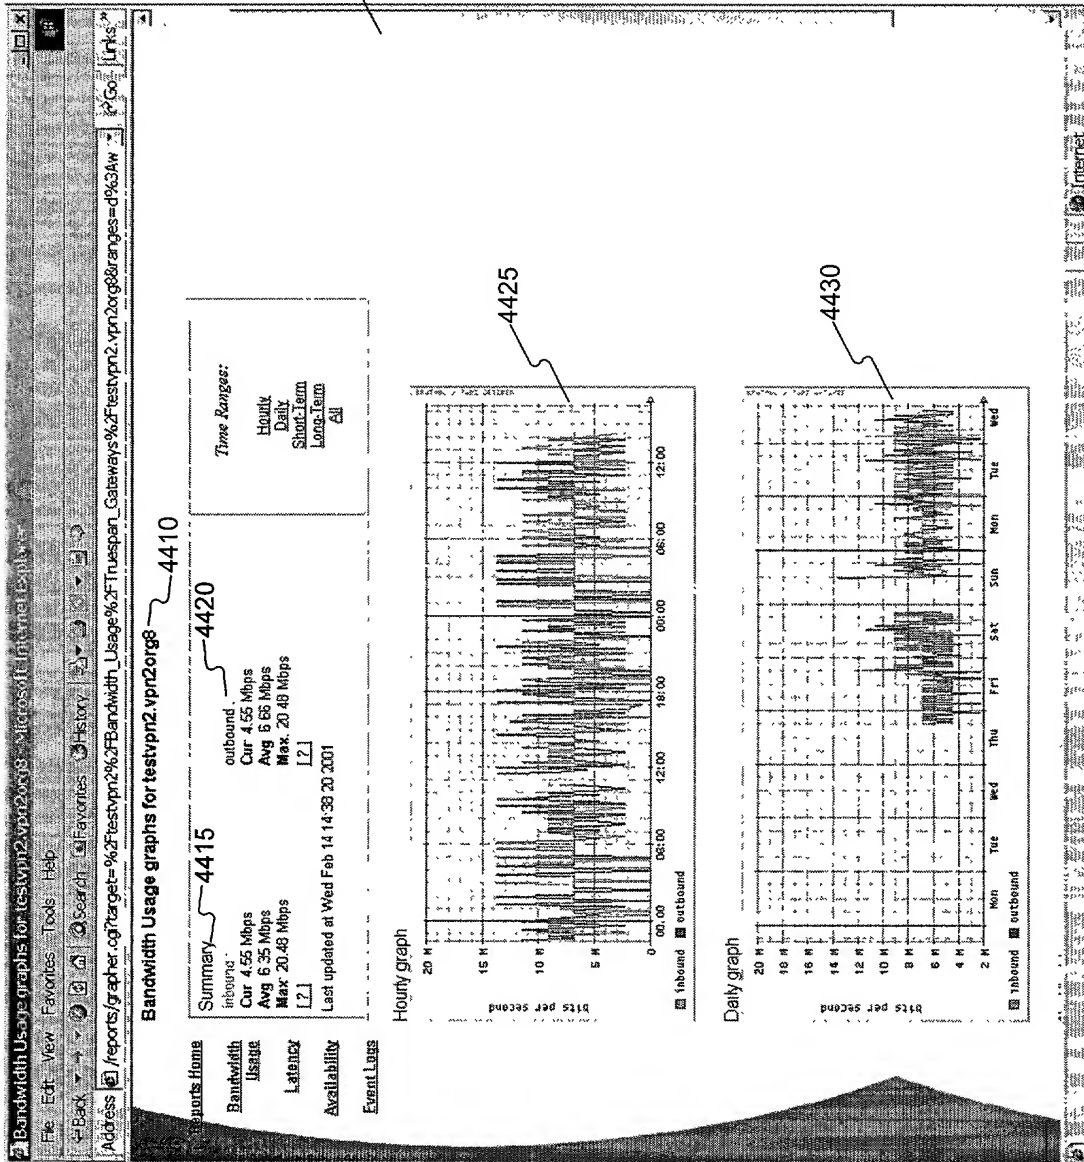 Bandwidth Usage graphs for testvpn2.vpn2org8 - Microsoft Internet Explorer
File Edit View Favorites Tools Help
Back Search Favorites History
Address /reports/grapher.cgi?target=%2Ftestvpn2%2FBandwidth_Usage%2FTruespan_Gateways%2Ftestvpn2.vpn2org8&ranges=d%3Aw Go Links »
Reports Home
Bandwidth Usage
Latency
Availability
Event Logs
Bandwidth Usage graphs for testvpn2.vpn2org8 4410
Summary 4415
inbound:
Cur 4.55 Mbps
Avg 6 35 Mbps
Max 20.48 Mbps
[?]
outbound: 4420
Cur 4.55 Mbps
Avg 6 66 Mbps
Max. 20 48 Mbps
[?]
Last updated at Wed Feb 14 14:38 20 2001
Time Ranges:
Hourly
Daily
Short-Term
Long-Term
All
Hourly graph
4425
bits per second
20 M
15 M
10 M
5 M
0
00:00 06:00 12:00 18:00 00:00 06:00 12:00
inbound outbound
Daily graph
4430
bits per second
20 M
18 M
16 M
14 M
12 M
10 M
8 M
6 M
4 M
2 M
Mon Tue Wed Thu Fri Sat Sun Mon Tue Wed
inbound outbound
Internet